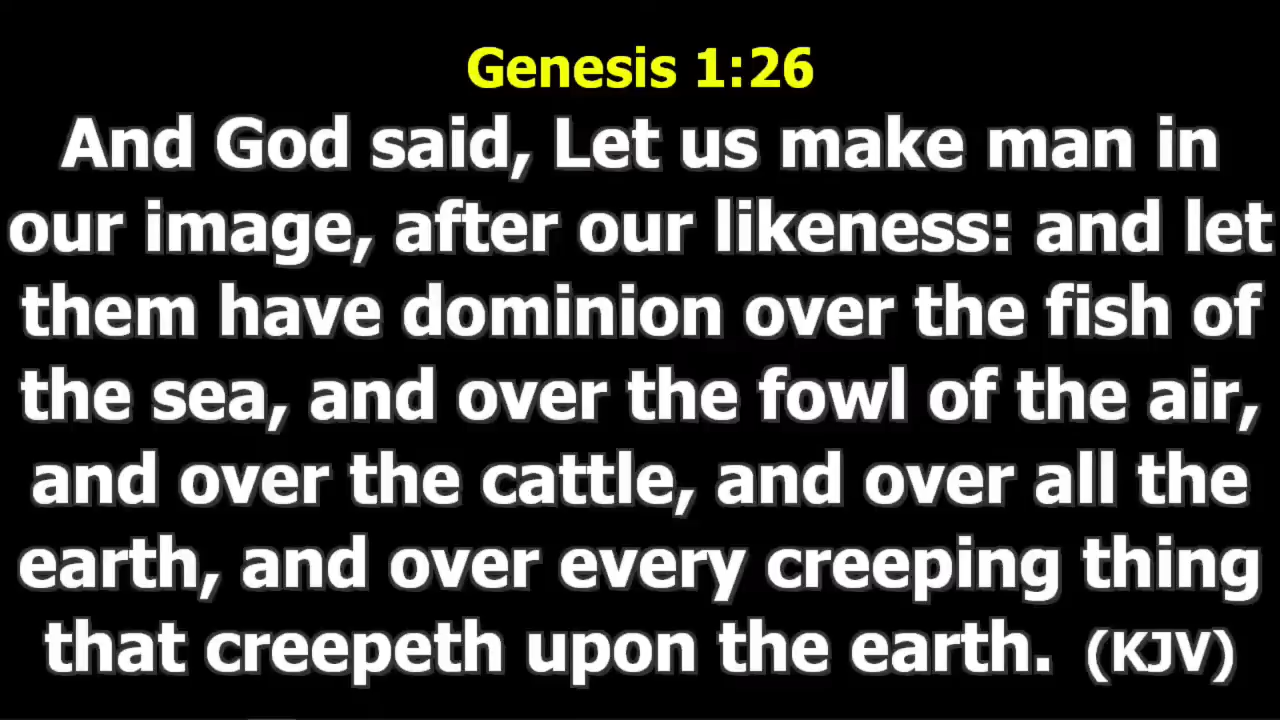 Genesis 1:26
And God said, Let us make man in
our image, after our likeness: and let
them have dominion over the fish of
the sea, and over the fowl of the air,
and over the cattle, and over all the
earth, and over every creeping thing
that creepeth upon the earth. (KJV)